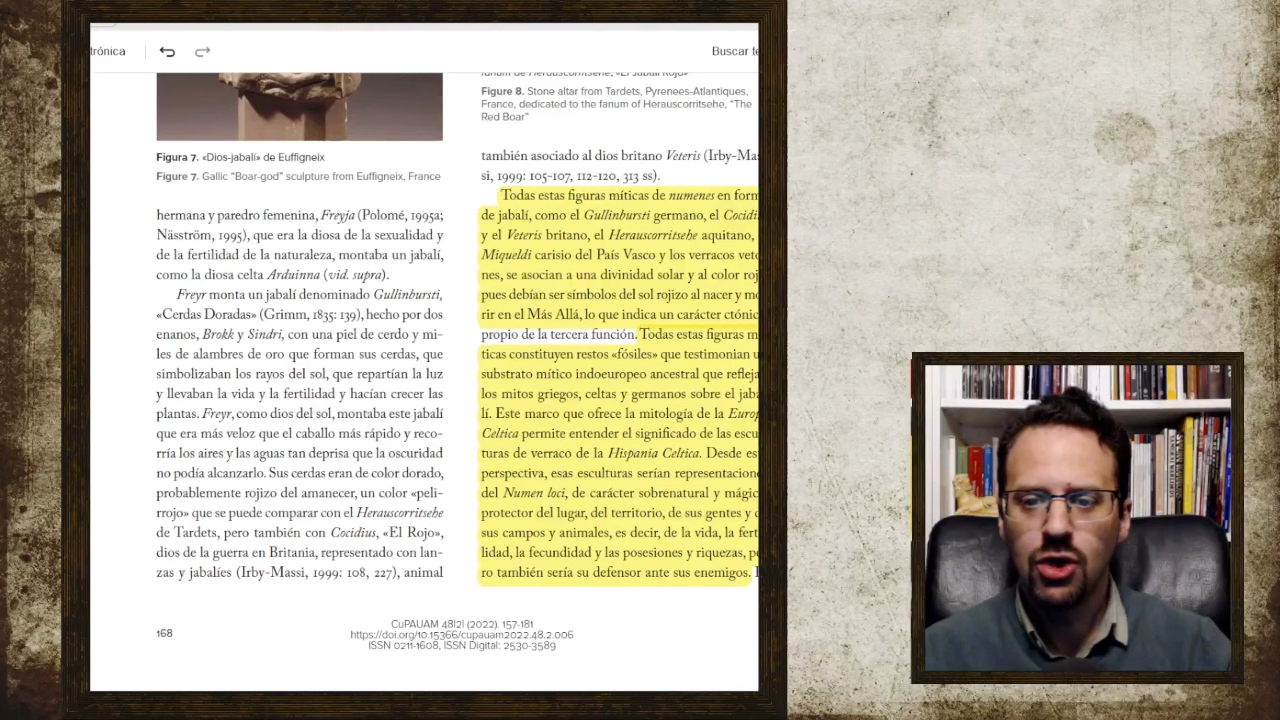 trónica
Buscar te
Figura 7. «Dios-jabalí» de Euffigneix
Figure 7. Gallic “Boar-god” sculpture from Euffigneix, France
hermana y paredro femenina, Freyja (Polomé, 1995a;
Näsström, 1995), que era la diosa de la sexualidad y
de la fertilidad de la naturaleza, montaba un jabalí,
como la diosa celta Arduinna (vid. supra).
Freyr monta un jabalí denominado Gullinbursti,
«Cerdas Doradas» (Grimm, 1835: 139), hecho por dos
enanos, Brokk y Sindri, con una piel de cerdo y mi-
les de alambres de oro que forman sus cerdas, que
simbolizaban los rayos del sol, que repartían la luz
y llevaban la vida y la fertilidad y hacían crecer las
plantas. Freyr, como dios del sol, montaba este jabalí
que era más veloz que el caballo más rápido y reco-
rría los aires y las aguas tan deprisa que la oscuridad
no podía alcanzarlo. Sus cerdas eran de color dorado,
probablemente rojizo del amanecer, un color «peli-
rrojo» que se puede comparar con el Herauscorritsehe
de Tardets, pero también con Cocidius, «El Rojo»,
dios de la guerra en Britania, representado con lan-
zas y jabalíes (Irby-Massi, 1999: 108, 227), animal
fanum de Herauscorritsehe, «El Jabalí Rojo»
Figure 8. Stone altar from Tardets, Pyrenees-Atlantiques,
France, dedicated to the fanum of Herauscorritsehe, “The
Red Boar”
también asociado al dios britano Veteris (Irby-Mas
si, 1999: 105-107, 112-120, 313 ss).
Todas estas figuras míticas de numenes en form
de jabalí, como el Gullinbursti germano, el Cocidi
y el Veteris britano, el Herauscorritsehe aquitano,
Miqueldi carisio del País Vasco y los verracos veto
nes, se asocian a una divinidad solar y al color roj
pues debían ser símbolos del sol rojizo al nacer y mo
rir en el Más Allá, lo que indica un carácter ctónic
propio de la tercera función. Todas estas figuras m
ticas constituyen restos «fósiles» que testimonian u
substrato mítico indoeuropeo ancestral que refleja
los mitos griegos, celtas y germanos sobre el jaba
lí. Este marco que ofrece la mitología de la Europ
Celtica permite entender el significado de las escu
turas de verraco de la Hispania Celtica. Desde est
perspectiva, esas esculturas serían representacione
del Numen loci, de carácter sobrenatural y mágic
protector del lugar, del territorio, de sus gentes y d
sus campos y animales, es decir, de la vida, la fert
lidad, la fecundidad y las posesiones y riquezas, pe
ro también sería su defensor ante sus enemigos.
168
CuPAUAM 48|2| (2022). 157-181
https://doi.org/10.15366/cupauam2022.48.2.006
ISSN 0211-1608, ISSN Digital: 2530-3589